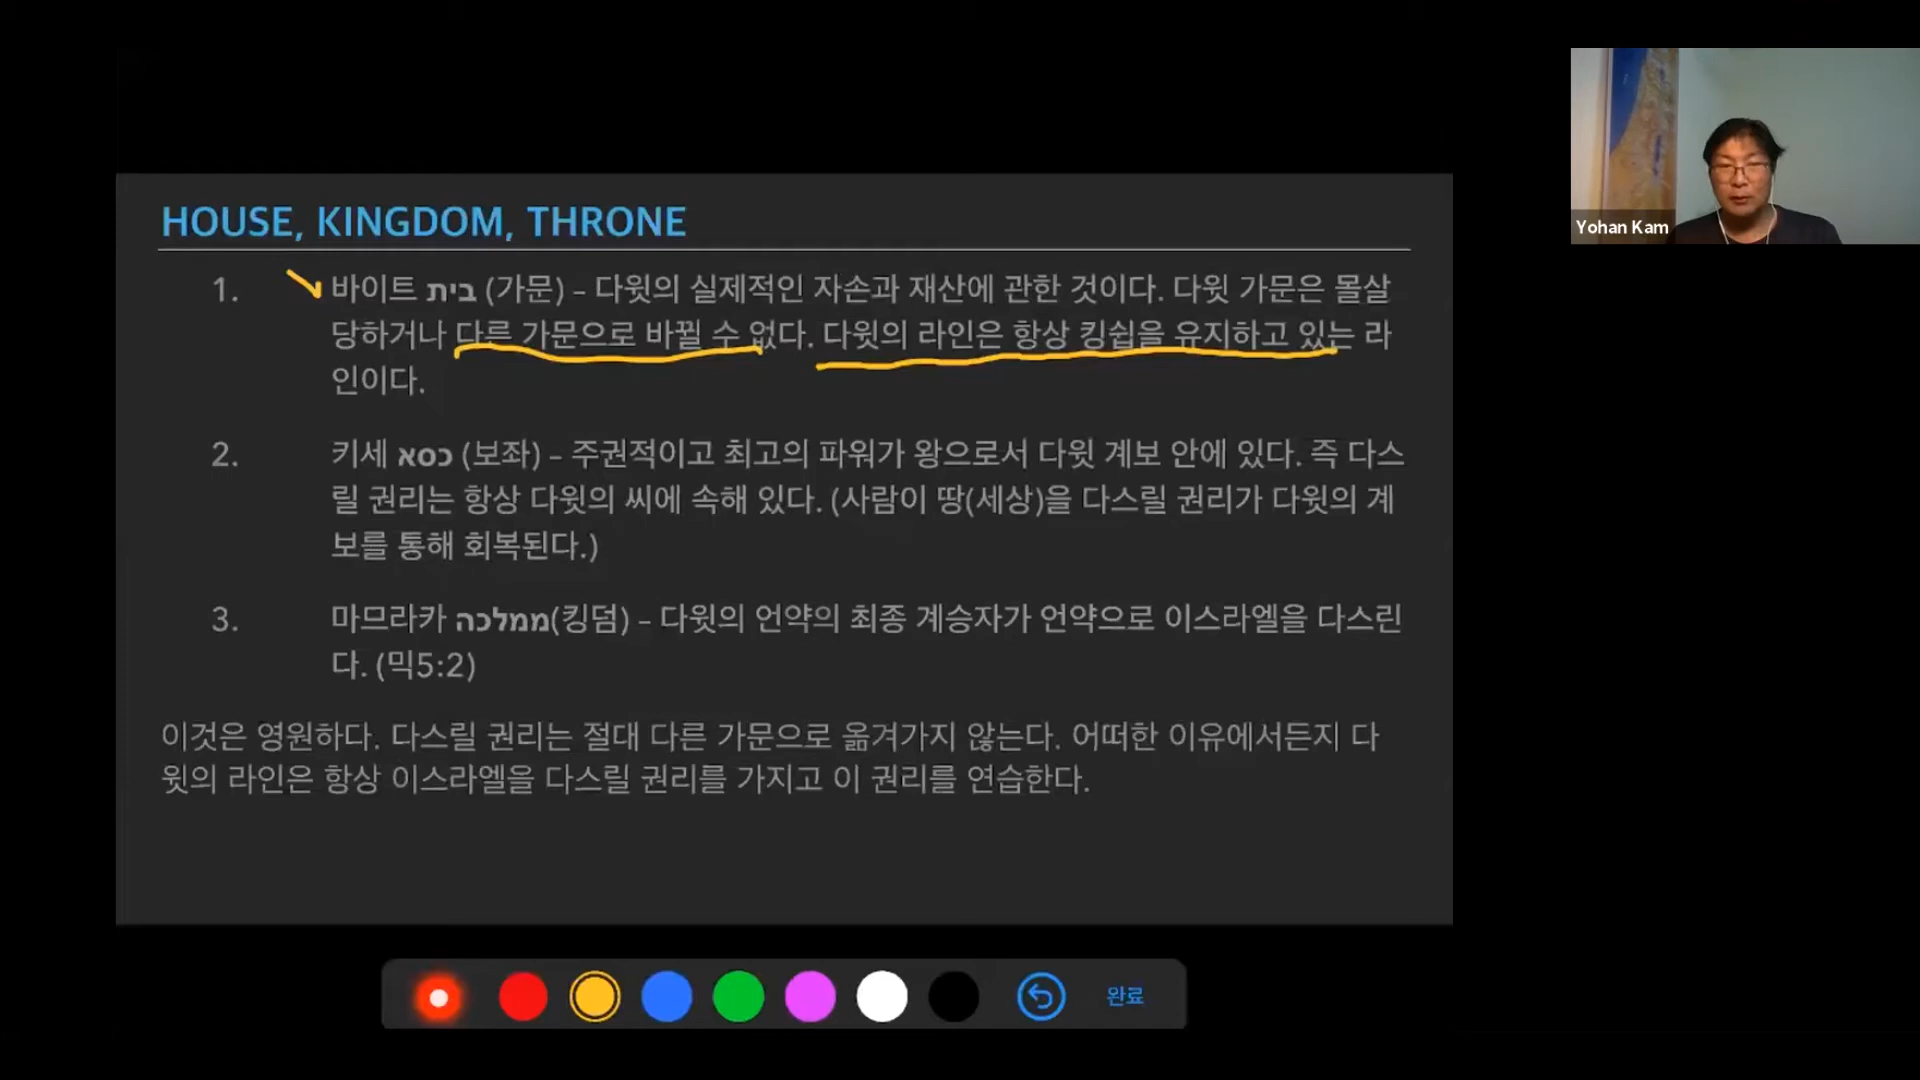 HOUSE, KINGDOM, THRONE
1. 바이트 בית (가문) – 다윗의 실제적인 자손과 재산에 관한 것이다. 다윗 가문은 몰살
당하거나 다른 가문으로 바뀔 수 없다. 다윗의 라인은 항상 킹쉽을 유지하고 있는 라
인이다.
2. 키세 כסא (보좌) – 주권적이고 최고의 파워가 왕으로서 다윗 계보 안에 있다. 즉 다스
릴 권리는 항상 다윗의 씨에 속해 있다. (사람이 땅(세상)을 다스릴 권리가 다윗의 계
보를 통해 회복된다.)
3. 마므라카 ממלכה(킹덤) – 다윗의 언약의 최종 계승자가 언약으로 이스라엘을 다스린
다. (믹5:2)
이것은 영원하다. 다스릴 권리는 절대 다른 가문으로 옮겨가지 않는다. 어떠한 이유에서든지 다
윗의 라인은 항상 이스라엘을 다스릴 권리를 가지고 이 권리를 연습한다.
완료
Yohan Kam